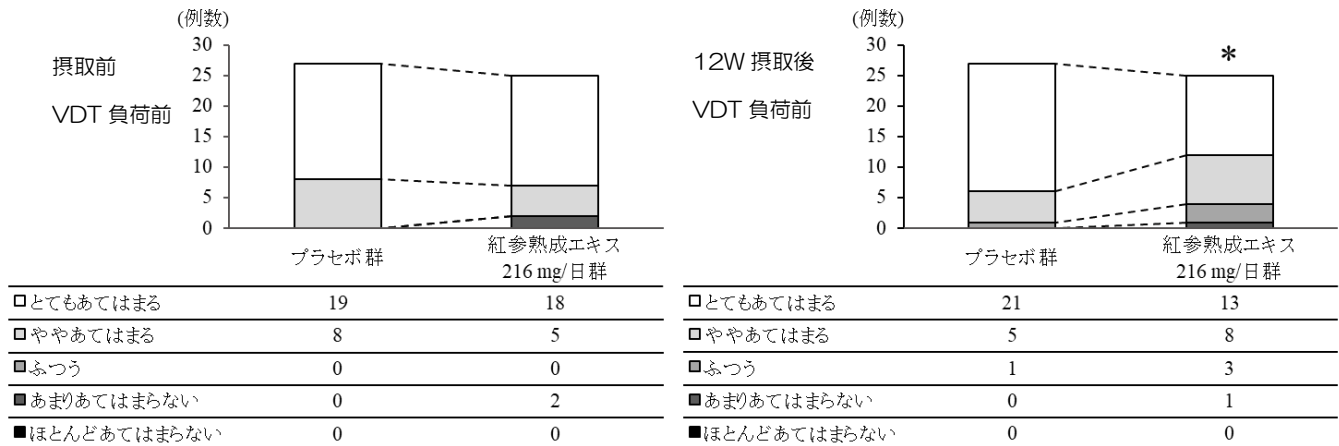 (例数)
摂取前
VDT 負荷前
30
25
20
15
10
5
0
プラセボ群
紅参熟成エキス
216 mg/日群
□とてもあてはまる 19 18
□ややあてはまる 8 5
■ふつう 0 0
■あまりあてはまらない 0 2
■ほとんどあてはまらない 0 0
(例数)
12W 摂取後
VDT 負荷前
*
30
25
20
15
10
5
0
プラセボ群
紅参熟成エキス
216 mg/日群
□とてもあてはまる 21 13
□ややあてはまる 5 8
■ふつう 1 3
■あまりあてはまらない 0 1
■ほとんどあてはまらない 0 0